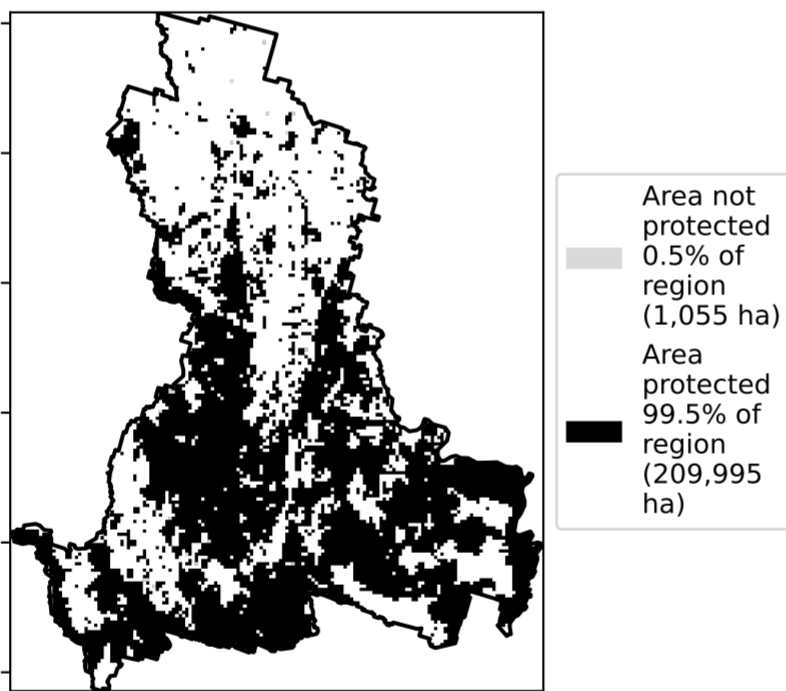 Area not
protected
0.5% of
region
(1,055 ha)
Area
protected
99.5% of
region
(209,995
ha)